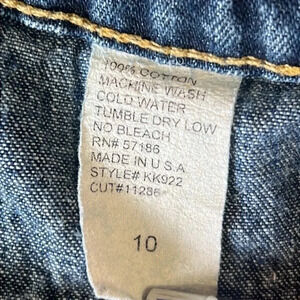 100% COTTON
MACHINE WASH
COLD WATER
TUMBLE DRY LOW
NO BLEACH
RN# 57186
MADE IN U.S.A
STYLE# KK922
CUT#11286
10